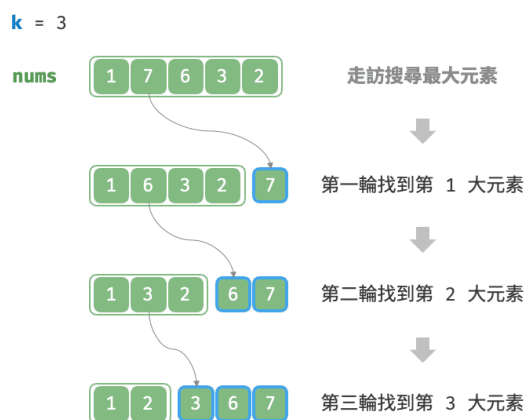 k = 3
nums 1 7 6 3 2 走訪搜尋最大元素
1 6 3 2 7 第一輪找到第 1 大元素
1 3 2 6 7 第二輪找到第 2 大元素
1 2 3 6 7 第三輪找到第 3 大元素